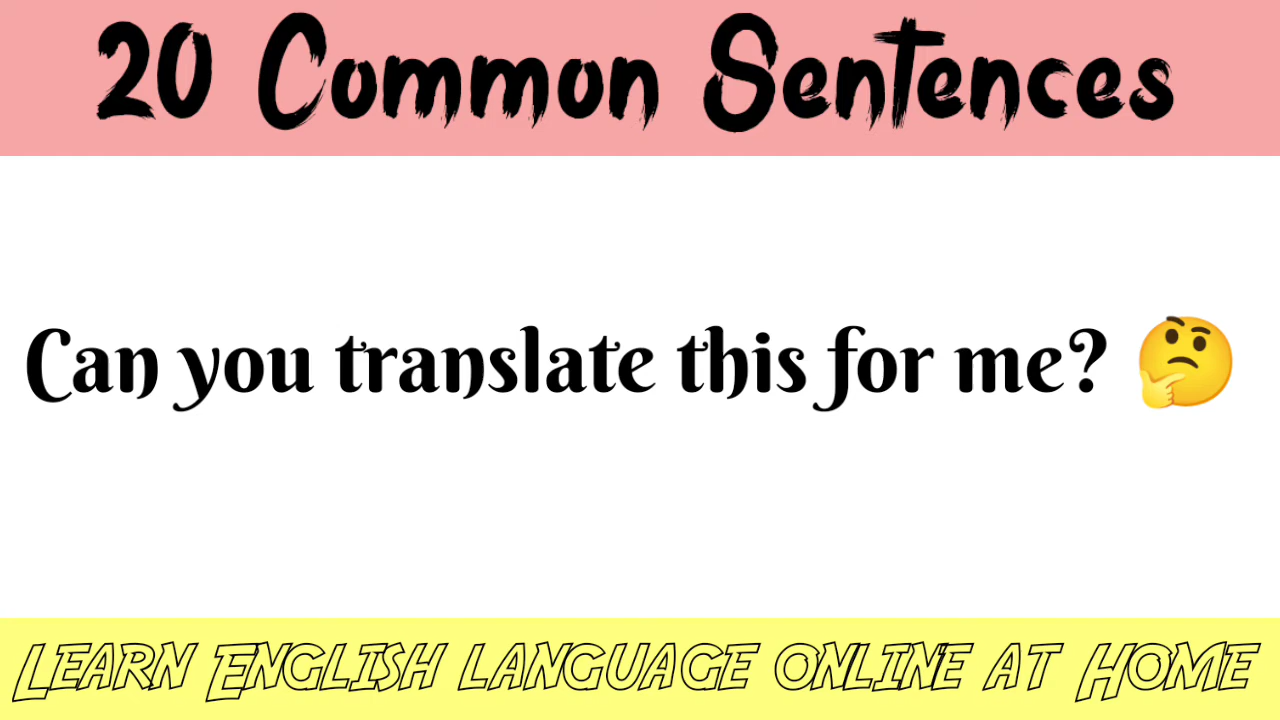 20 Common Sentences
Can you translate this for me? 🤔
Learn English language online at Home